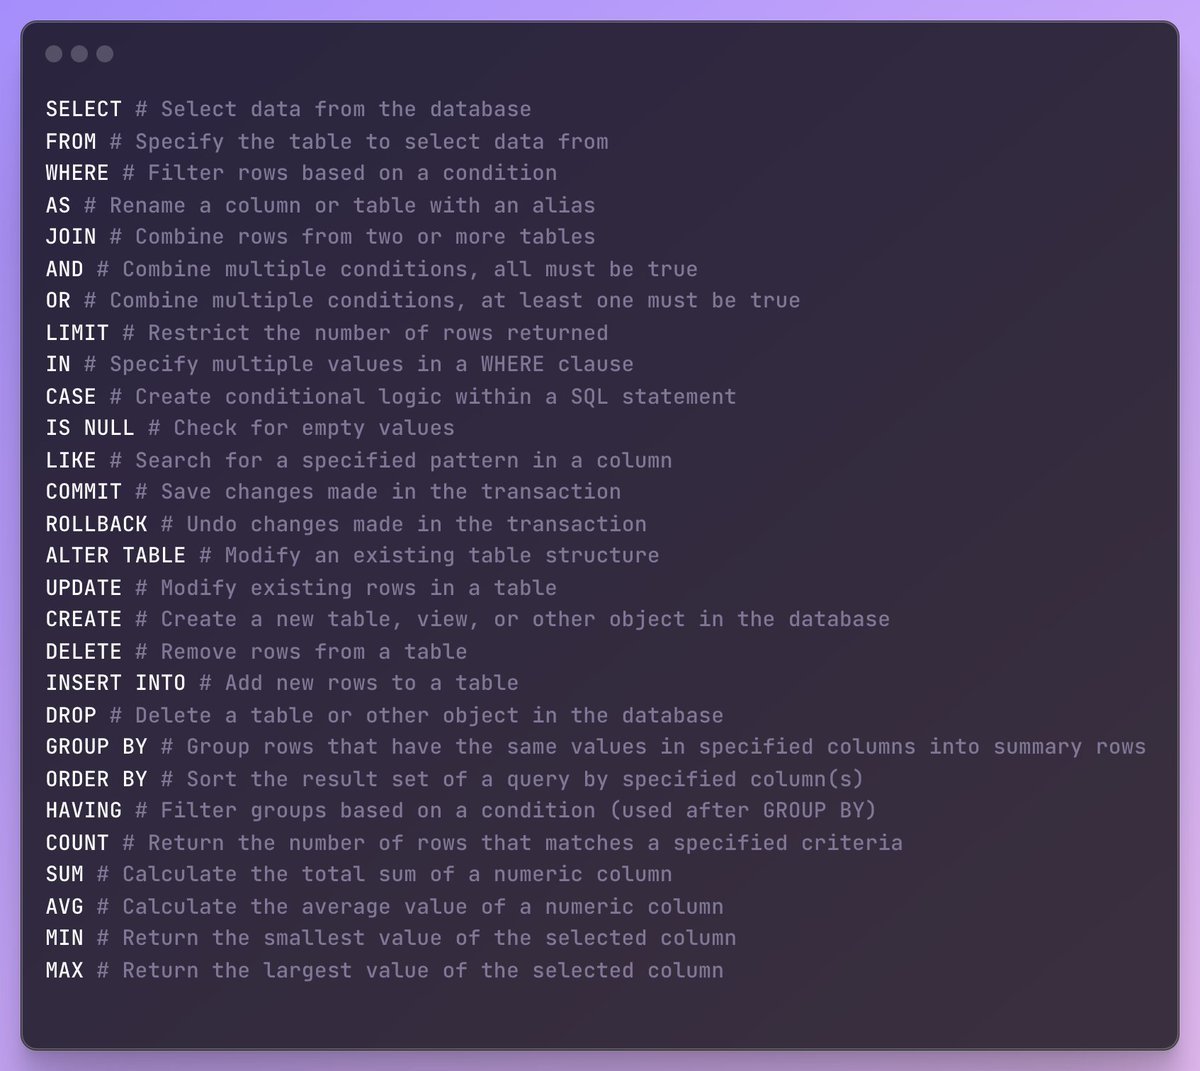 SELECT # Select data from the database
FROM # Specify the table to select data from
WHERE # Filter rows based on a condition
AS # Rename a column or table with an alias
JOIN # Combine rows from two or more tables
AND # Combine multiple conditions, all must be true
OR # Combine multiple conditions, at least one must be true
LIMIT # Restrict the number of rows returned
IN # Specify multiple values in a WHERE clause
CASE # Create conditional logic within a SQL statement
IS NULL # Check for empty values
LIKE # Search for a specified pattern in a column
COMMIT # Save changes made in the transaction
ROLLBACK # Undo changes made in the transaction
ALTER TABLE # Modify an existing table structure
UPDATE # Modify existing rows in a table
CREATE # Create a new table, view, or other object in the database
DELETE # Remove rows from a table
INSERT INTO # Add new rows to a table
DROP # Delete a table or other object in the database
GROUP BY # Group rows that have the same values in specified columns into summary rows
ORDER BY # Sort the result set of a query by specified column(s)
HAVING # Filter groups based on a condition (used after GROUP BY)
COUNT # Return the number of rows that matches a specified criteria
SUM # Calculate the total sum of a numeric column
AVG # Calculate the average value of a numeric column
MIN # Return the smallest value of the selected column
MAX # Return the largest value of the selected column